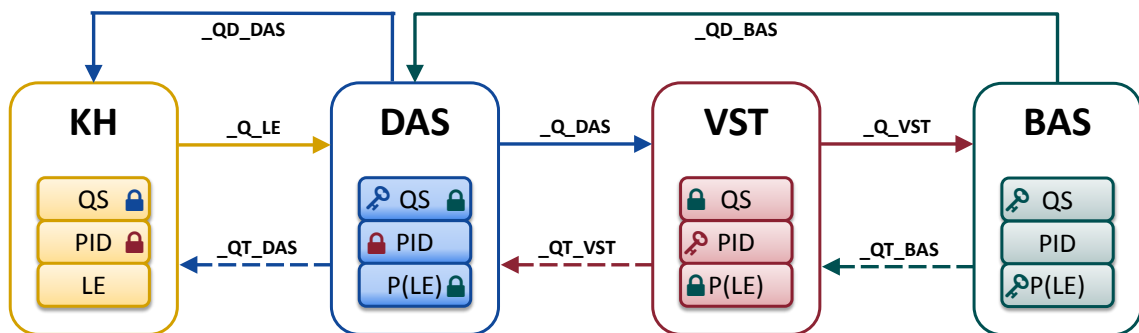 _QD_DAS
_QD_BAS
KH
_Q_LE
DAS
_Q_DAS
VST
_Q_VST
BAS
QS
QS
QS
QS
PID
PID
PID
PID
_QT_DAS
_QT_VST
_QT_BAS
LE
P(LE)
P(LE)
P(LE)